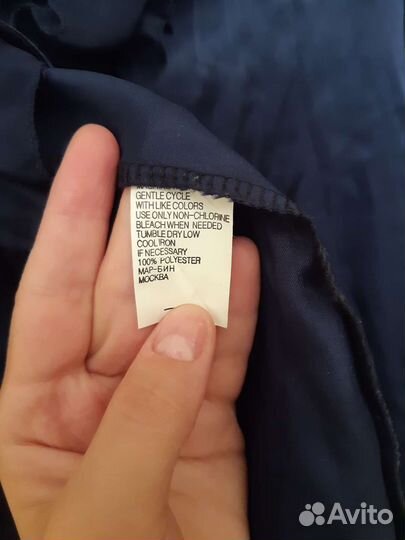 GENTLE CYCLE
WITH LIKE COLORS
USE ONLY NON-CHLORINE
BLEACH WHEN NEEDED
TUMBLE DRY LOW
COOL IRON
IF NECESSARY
100% POLYESTER
МАР-БИН
МОСКВА
Avito